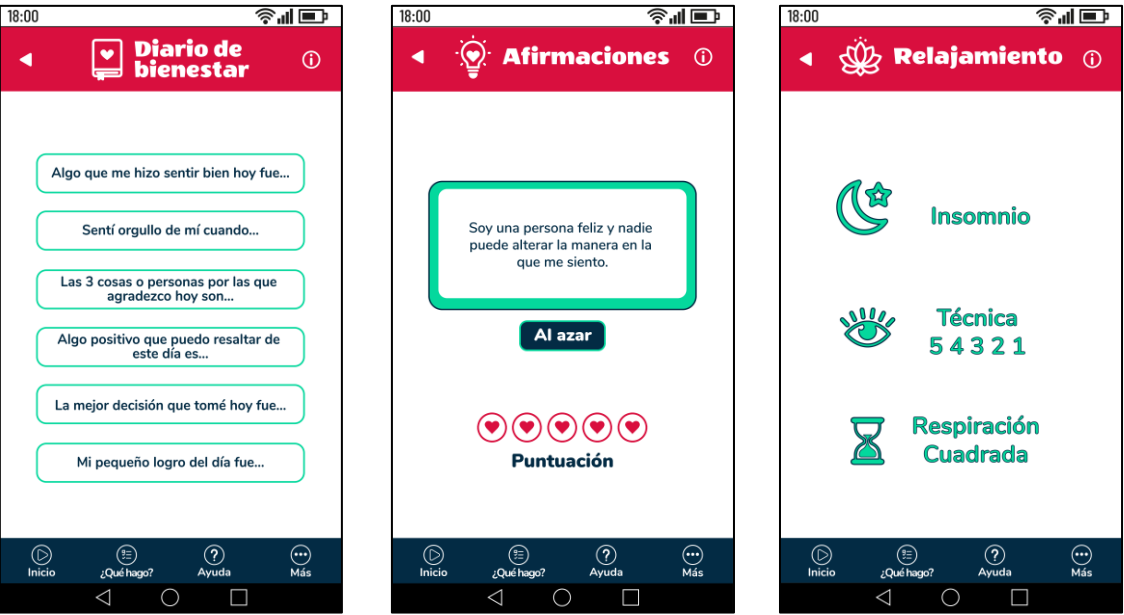 18:00
Diario de
bienestar
Algo que me hizo sentir bien hoy fue...
Sentí orgullo de mí cuando...
Las 3 cosas o personas por las que
agradezco hoy son...
Algo positivo que puedo resaltar de
este día es...
La mejor decisión que tomé hoy fue...
Mi pequeño logro del día fue...
Inicio
¿Qué hago?
Ayuda
Más
18:00
Afirmaciones
Soy una persona feliz y nadie
puede alterar la manera en la
que me siento.
Al azar
Puntuación
Inicio
¿Qué hago?
Ayuda
Más
18:00
Relajamiento
Insomnio
Técnica
5 4 3 2 1
Respiración
Cuadrada
Inicio
¿Qué hago?
Ayuda
Más